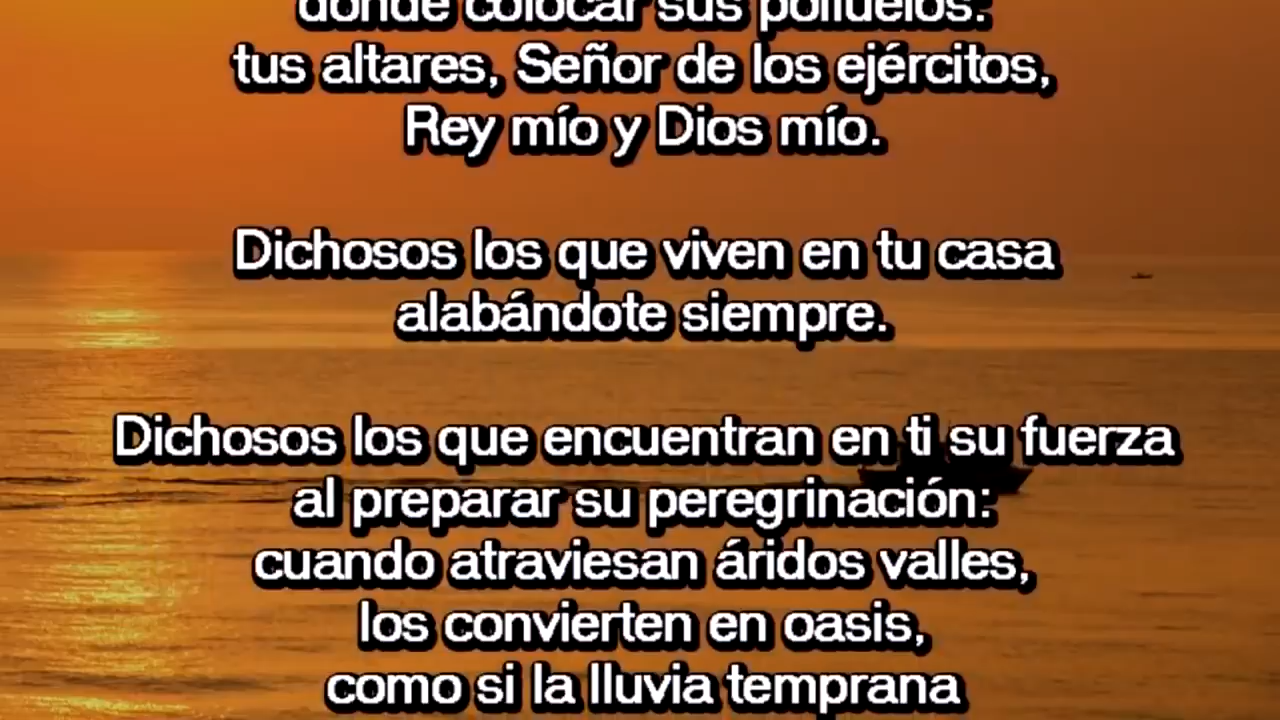 donde colocar sus polluelos:
tus altares, Señor de los ejércitos,
Rey mío y Dios mío.
Dichosos los que viven en tu casa
alabándote siempre.
Dichosos los que encuentran en ti su fuerza
al preparar su peregrinación:
cuando atraviesan áridos valles,
los convierten en oasis,
como si la lluvia temprana